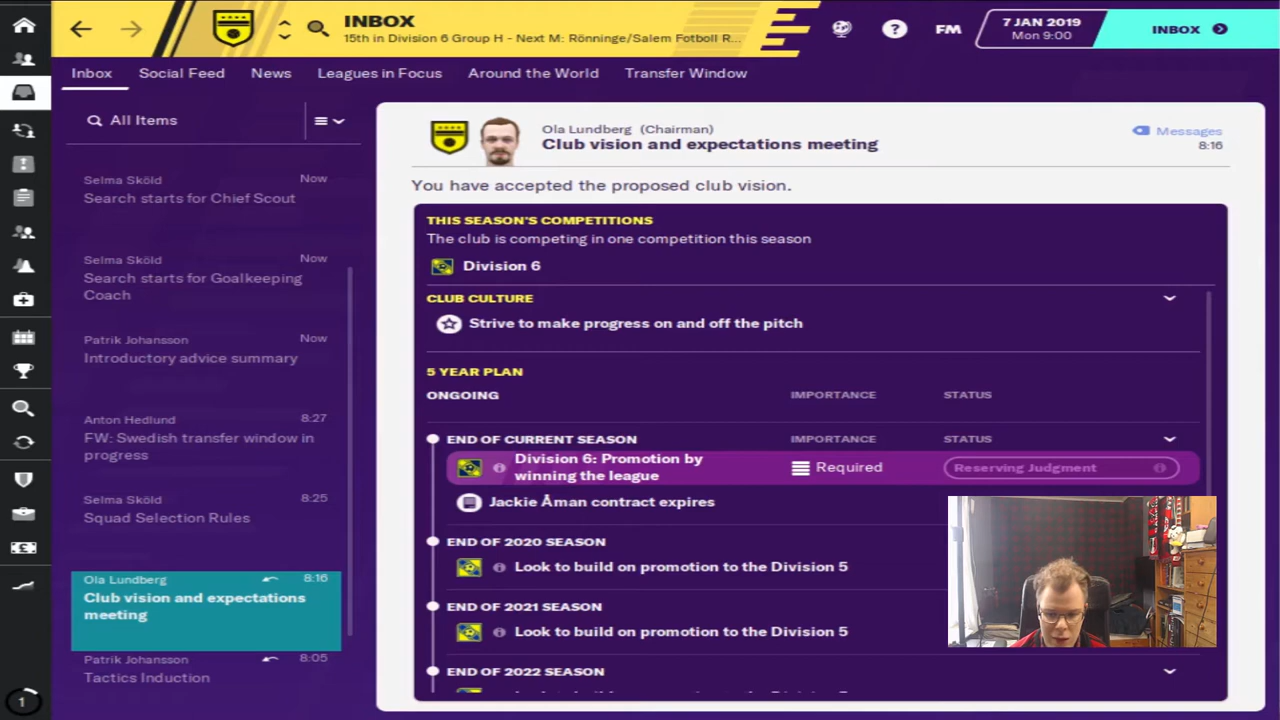 INBOX
15th in Division 6 Group H - Next M: Rönninge/Salem Fotboll R...
?
FM
7 JAN 2019
Mon 9:00
INBOX
Inbox
Social Feed
News
Leagues in Focus
Around the World
Transfer Window
All Items
Selma Sköld
Now
Search starts for Chief Scout
Selma Sköld
Now
Search starts for Goalkeeping
Coach
Patrik Johansson
Now
Introductory advice summary
Anton Hedlund
8:27
FW: Swedish transfer window in
progress
Selma Sköld
8:25
Squad Selection Rules
Ola Lundberg
8:16
Club vision and expectations
meeting
Patrik Johansson
8:05
Tactics Induction
1
Ola Lundberg (Chairman)
Club vision and expectations meeting
Messages
8:16
You have accepted the proposed club vision.
THIS SEASON'S COMPETITIONS
The club is competing in one competition this season
Division 6
CLUB CULTURE
Strive to make progress on and off the pitch
5 YEAR PLAN
ONGOING
IMPORTANCE
STATUS
END OF CURRENT SEASON
IMPORTANCE
STATUS
Division 6: Promotion by
winning the league
Required
Reserving Judgment
Jackie Åman contract expires
END OF 2020 SEASON
Look to build on promotion to the Division 5
END OF 2021 SEASON
Look to build on promotion to the Division 5
END OF 2022 SEASON